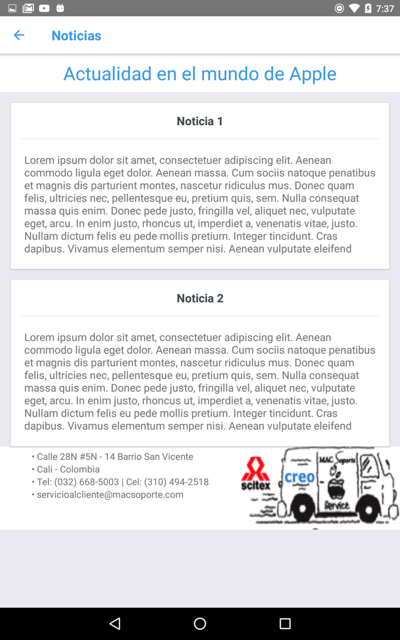 7:37
Noticias
Actualidad en el mundo de Apple
Noticia 1
Lorem ipsum dolor sit amet, consectetuer adipiscing elit. Aenean
commodo ligula eget dolor. Aenean massa. Cum sociis natoque penatibus
et magnis dis parturient montes, nascetur ridiculus mus. Donec quam
felis, ultricies nec, pellentesque eu, pretium quis, sem. Nulla consequat
massa quis enim. Donec pede justo, fringilla vel, aliquet nec, vulputate
eget, arcu. In enim justo, rhoncus ut, imperdiet a, venenatis vitae, justo.
Nullam dictum felis eu pede mollis pretium. Integer tincidunt. Cras
dapibus. Vivamus elementum semper nisi. Aenean vulputate eleifend
Noticia 2
Lorem ipsum dolor sit amet, consectetuer adipiscing elit. Aenean
commodo ligula eget dolor. Aenean massa. Cum sociis natoque penatibus
et magnis dis parturient montes, nascetur ridiculus mus. Donec quam
felis, ultricies nec, pellentesque eu, pretium quis, sem. Nulla consequat
massa quis enim. Donec pede justo, fringilla vel, aliquet nec, vulputate
eget, arcu. In enim justo, rhoncus ut, imperdiet a, venenatis vitae, justo.
Nullam dictum felis eu pede mollis pretium. Integer tincidunt. Cras
dapibus. Vivamus elementum semper nisi. Aenean vulputate eleifend
• Calle 28N #5N - 14 Barrio San Vicente
• Cali - Colombia
• Tel: (032) 668-5003 | Cel: (310) 494-2518
• servicioalcliente@macsoporte.com
scitex
creo
MAC Soporte
Service